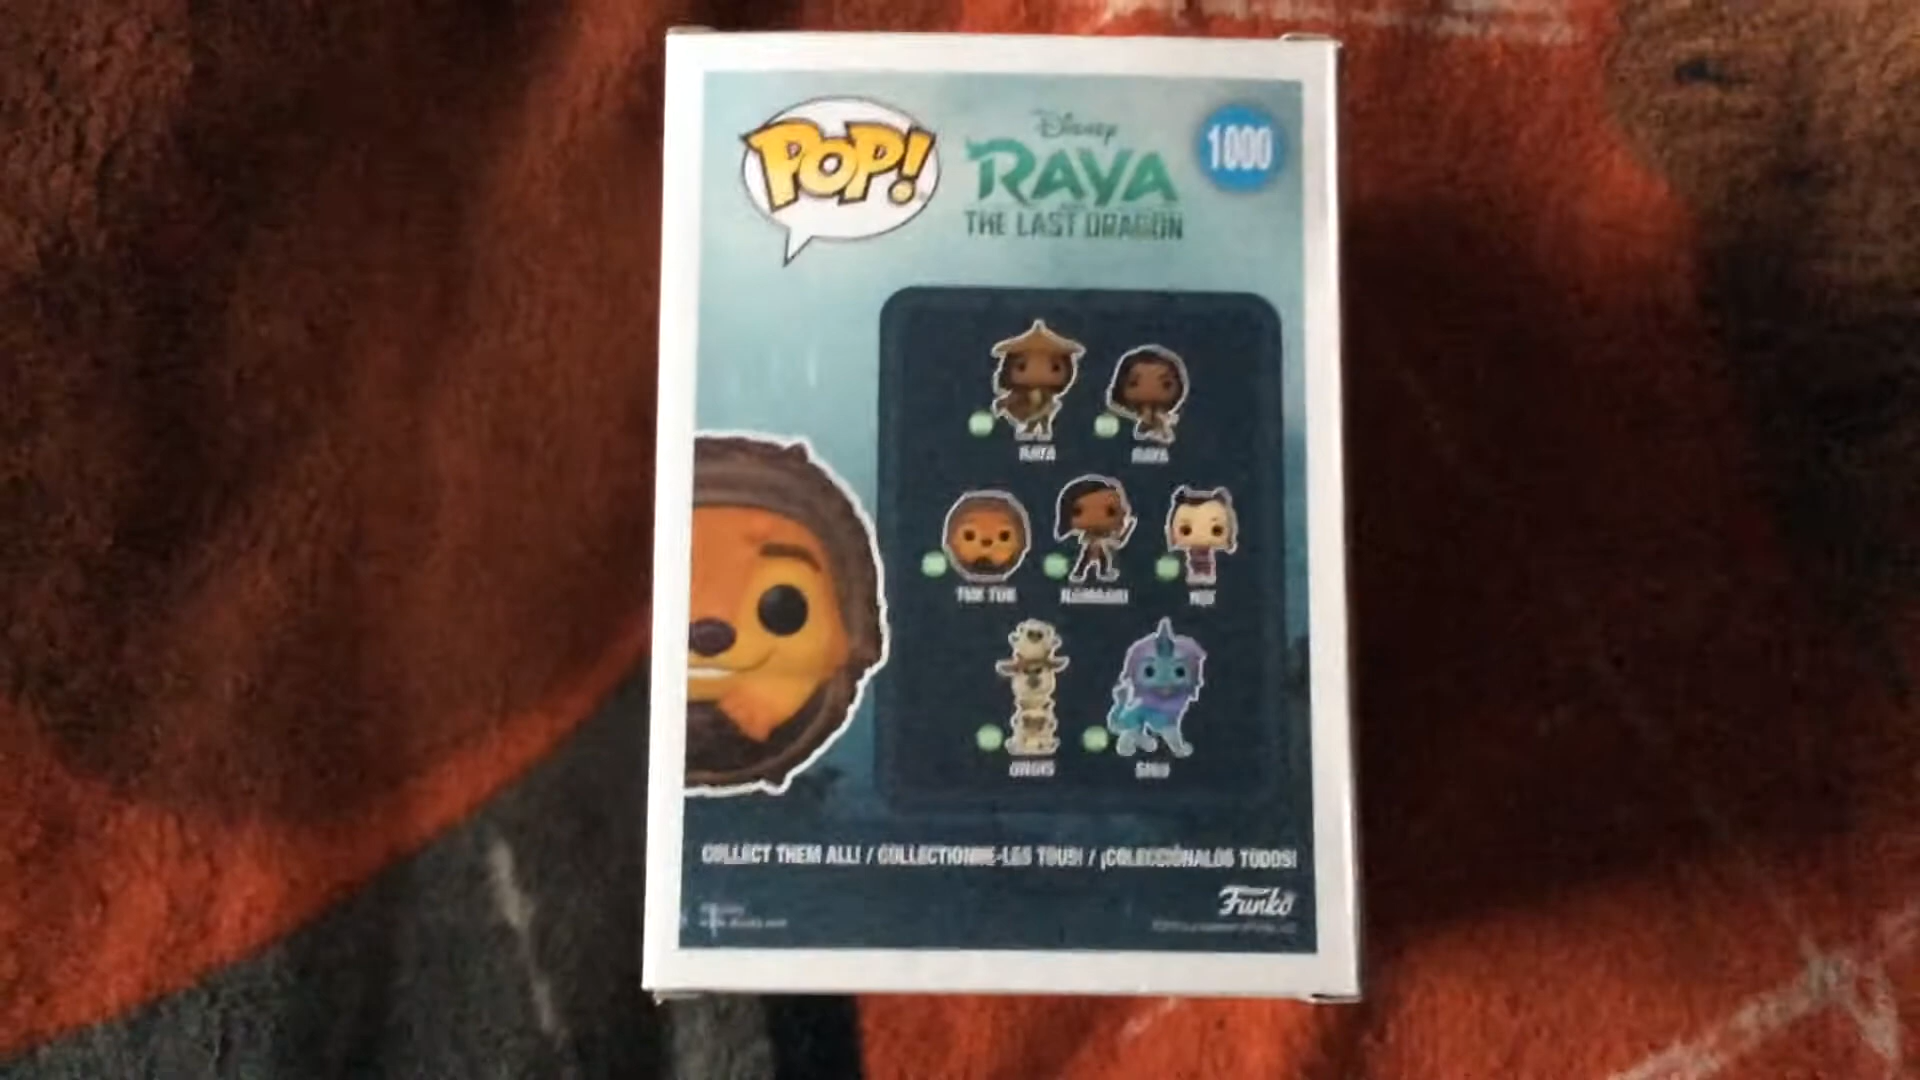 POP!
Disney
RAYA
THE LAST DRAGON
1000
RAYA
RAYA
TUK TUK
NAMAARI
NOI
ONGIS
SISU
COLLECT THEM ALL! / COLLECTIONNE-LES TOUS! / ¡COLECCIÓNALOS TODOS!
Funko